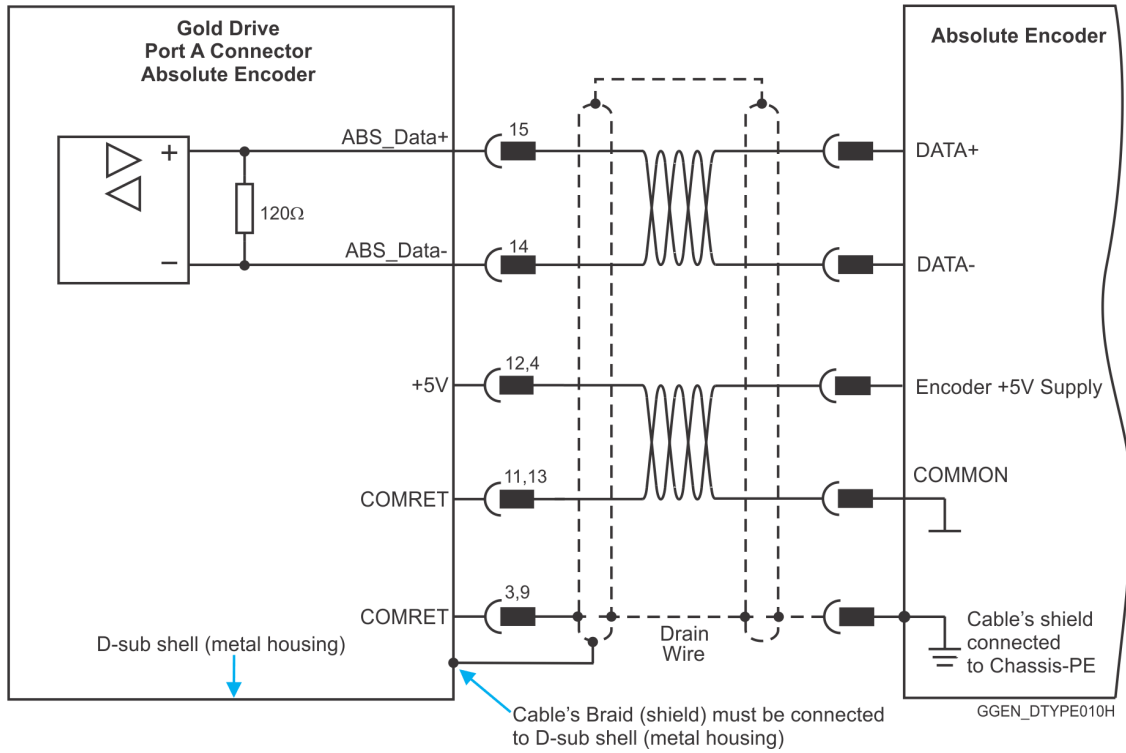 Gold Drive
Port A Connector
Absolute Encoder
Absolute Encoder
+
−
120Ω
ABS_Data+
15
DATA+
ABS_Data-
14
DATA-
+5V
12,4
Encoder +5V Supply
COMRET
11,13
COMMON
COMRET
3,9
Drain
Wire
Cable's shield
connected
to Chassis-PE
D-sub shell (metal housing)
Cable's Braid (shield) must be connected
to D-sub shell (metal housing)
GGEN_DTYPE010H